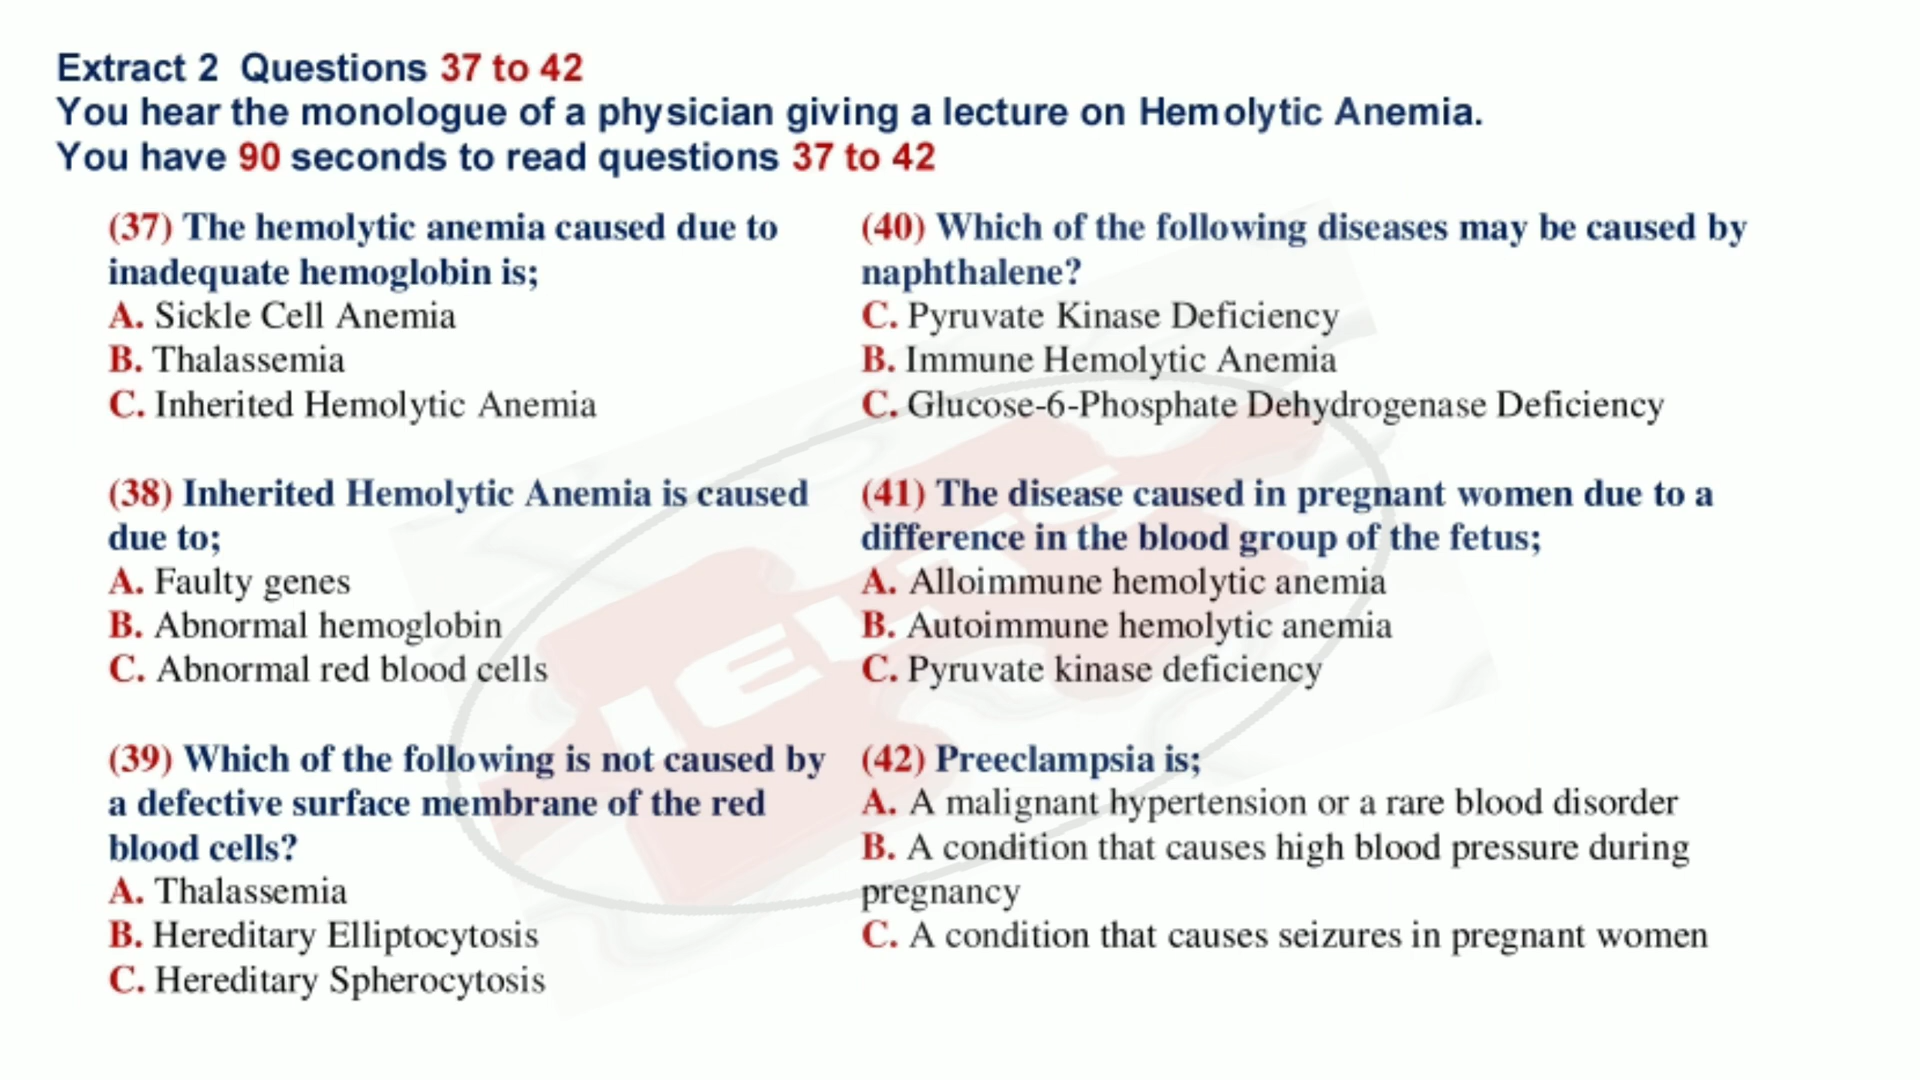 Extract 2  Questions 37 to 42
You hear the monologue of a physician giving a lecture on Hemolytic Anemia.
You have 90 seconds to read questions 37 to 42
(37) The hemolytic anemia caused due to
inadequate hemoglobin is;
A. Sickle Cell Anemia
B. Thalassemia
C. Inherited Hemolytic Anemia
(38) Inherited Hemolytic Anemia is caused
due to;
A. Faulty genes
B. Abnormal hemoglobin
C. Abnormal red blood cells
(39) Which of the following is not caused by
a defective surface membrane of the red
blood cells?
A. Thalassemia
B. Hereditary Elliptocytosis
C. Hereditary Spherocytosis
(40) Which of the following diseases may be caused by
naphthalene?
C. Pyruvate Kinase Deficiency
B. Immune Hemolytic Anemia
C. Glucose-6-Phosphate Dehydrogenase Deficiency
(41) The disease caused in pregnant women due to a
difference in the blood group of the fetus;
A. Alloimmune hemolytic anemia
B. Autoimmune hemolytic anemia
C. Pyruvate kinase deficiency
(42) Preeclampsia is;
A. A malignant hypertension or a rare blood disorder
B. A condition that causes high blood pressure during
pregnancy
C. A condition that causes seizures in pregnant women